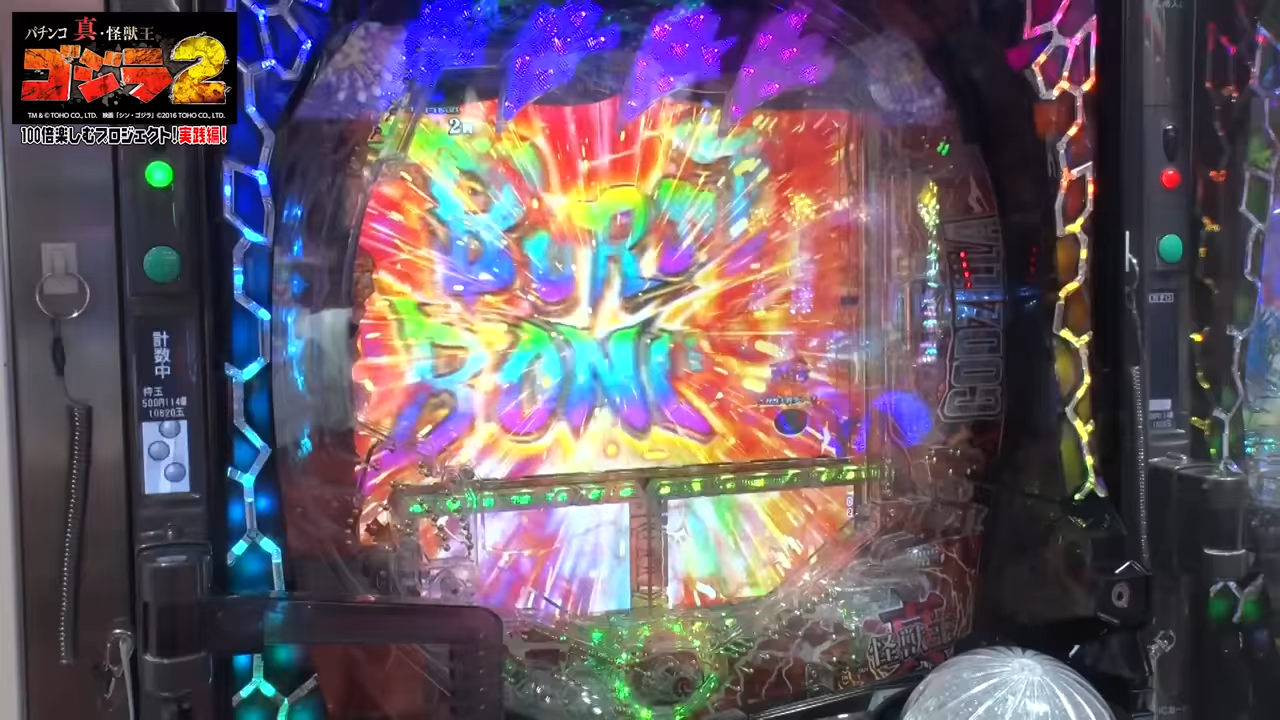 パチンコ 真・怪獣王
ゴジラ2
TM & © TOHO CO., LTD. 映画「シン・ゴジラ」©2016 TOHO CO., LTD.
100倍楽しむプロジェクト!実践編!
計数中
持玉
500円114個
10820玉
BURST
BONUS
GODZILLA
怪獣王